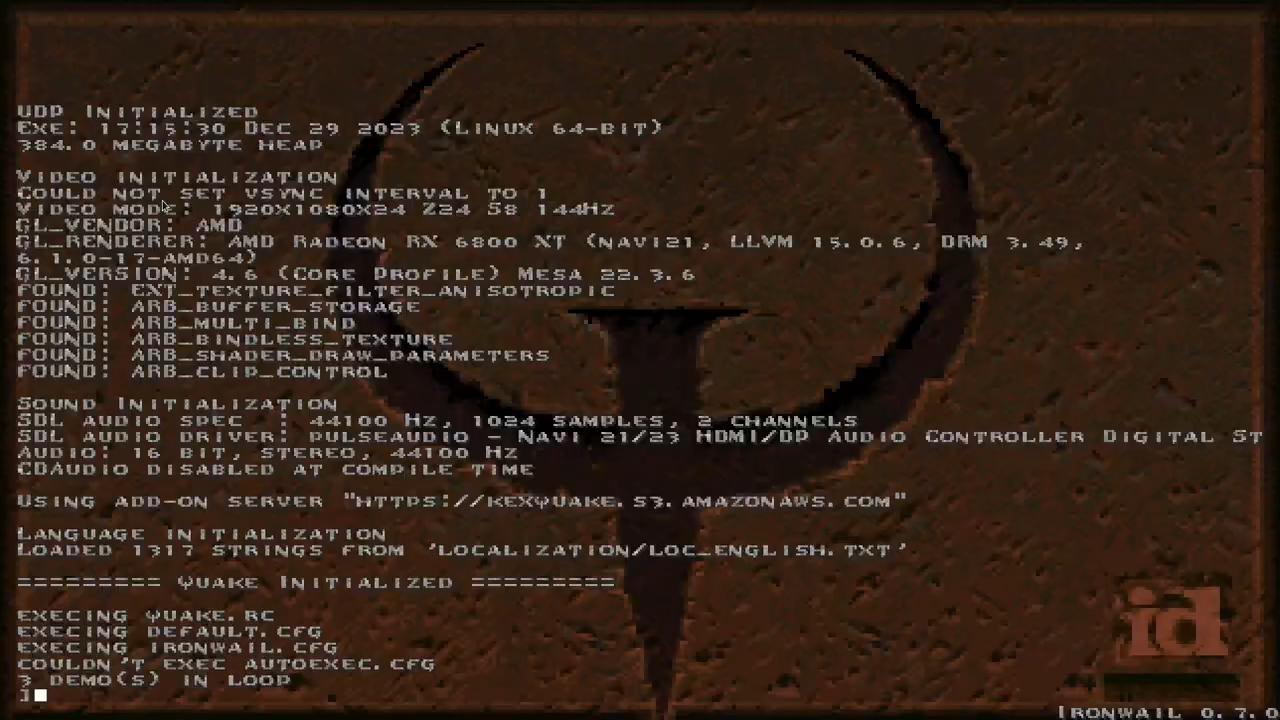 UDP Initialized
Exe: 17:15:30 Dec 29 2023 (Linux 64-bit)
384.0 megabyte heap
Video initialization
Could not set vsync interval to 1
Video mode: 1920x1080x24 Z24 S8 144Hz
GL_VENDOR: AMD
GL_RENDERER: AMD Radeon RX 6800 XT (navi21, LLVM 15.0.6, DRM 3.49,
6.1.0-17-amd64)
GL_VERSION: 4.6 (Core Profile) Mesa 22.3.6
FOUND: EXT_texture_filter_anisotropic
FOUND: ARB_buffer_storage
FOUND: ARB_multi_bind
FOUND: ARB_bindless_texture
FOUND: ARB_shader_draw_parameters
FOUND: ARB_clip_control
Sound Initialization
SDL audio spec  : 44100 Hz, 1024 samples, 2 channels
SDL audio driver: pulseaudio - Navi 21/23 HDMI/DP Audio Controller Digital St
Audio: 16 bit, stereo, 44100 Hz
CDAudio disabled at compile time
Using add-on server "https://kexquake.s3.amazonaws.com"
Language initialization
Loaded 1317 strings from 'localization/loc_english.txt'
========= Quake Initialized =========
execing quake.rc
execing default.cfg
execing ironwail.cfg
couldn't exec autoexec.cfg
3 demo(s) in loop
]
id
Ironwail 0.7.0